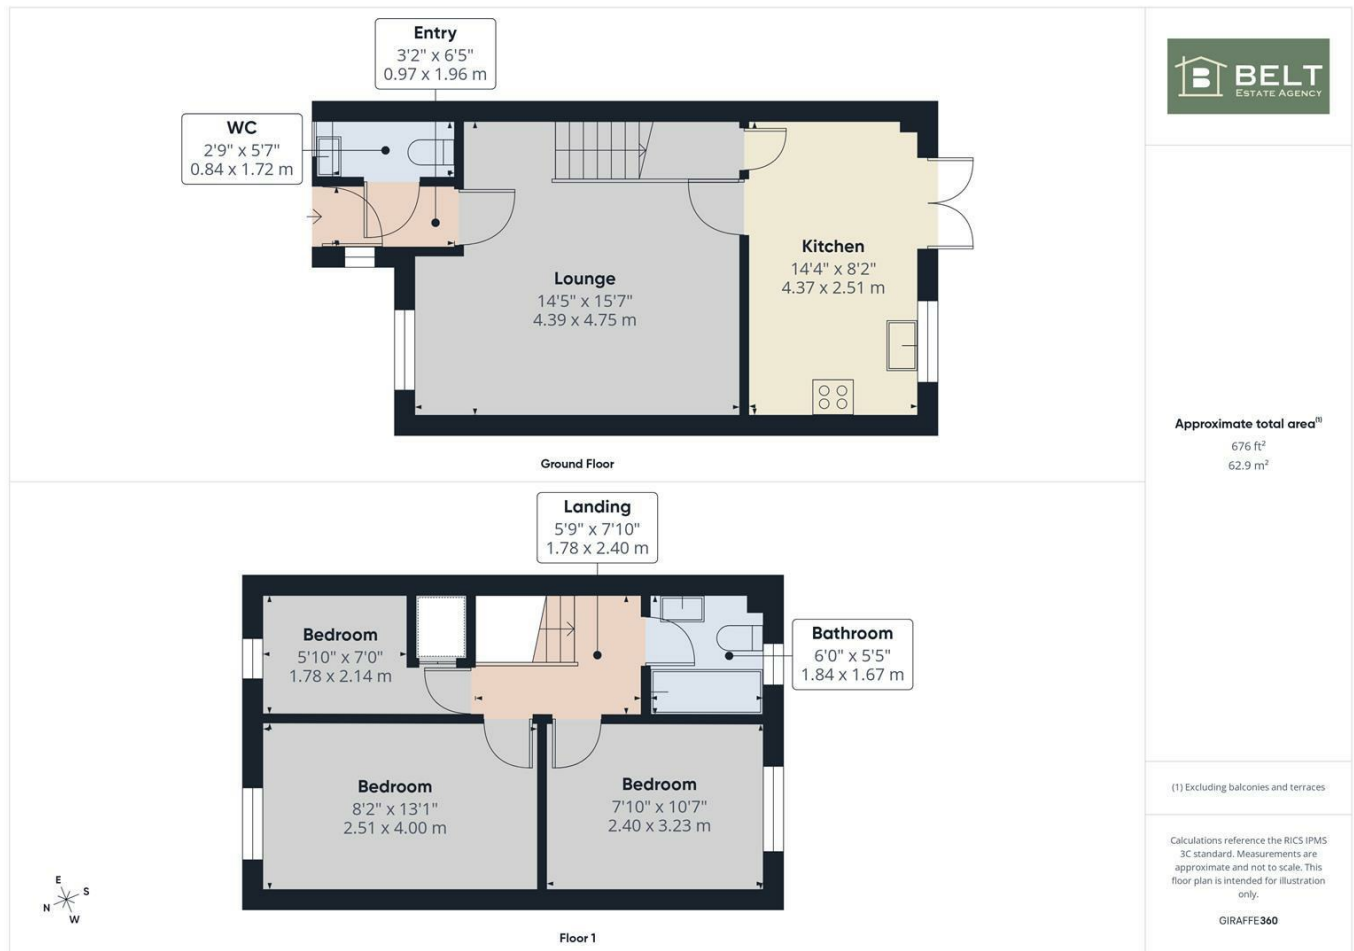 Entry
3'2" x 6'5"
0.97 x 1.96 m
WC
2'9" x 5'7"
0.84 x 1.72 m
Lounge
14'5" x 15'7"
4.39 x 4.75 m
Kitchen
14'4" x 8'2"
4.37 x 2.51 m
Ground Floor
Landing
5'9" x 7'10"
1.78 x 2.40 m
Bedroom
5'10" x 7'0"
1.78 x 2.14 m
Bathroom
6'0" x 5'5"
1.84 x 1.67 m
Bedroom
8'2" x 13'1"
2.51 x 4.00 m
Bedroom
7'10" x 10'7"
2.40 x 3.23 m
E
S
N
W
Floor 1
B BELT
ESTATE AGENCY
Approximate total area(1)
676 ft²
62.9 m²
(1) Excluding balconies and terraces
Calculations reference the RICS IPMS
3C standard. Measurements are
approximate and not to scale. This
floor plan is intended for illustration
only.
GIRAFFE360